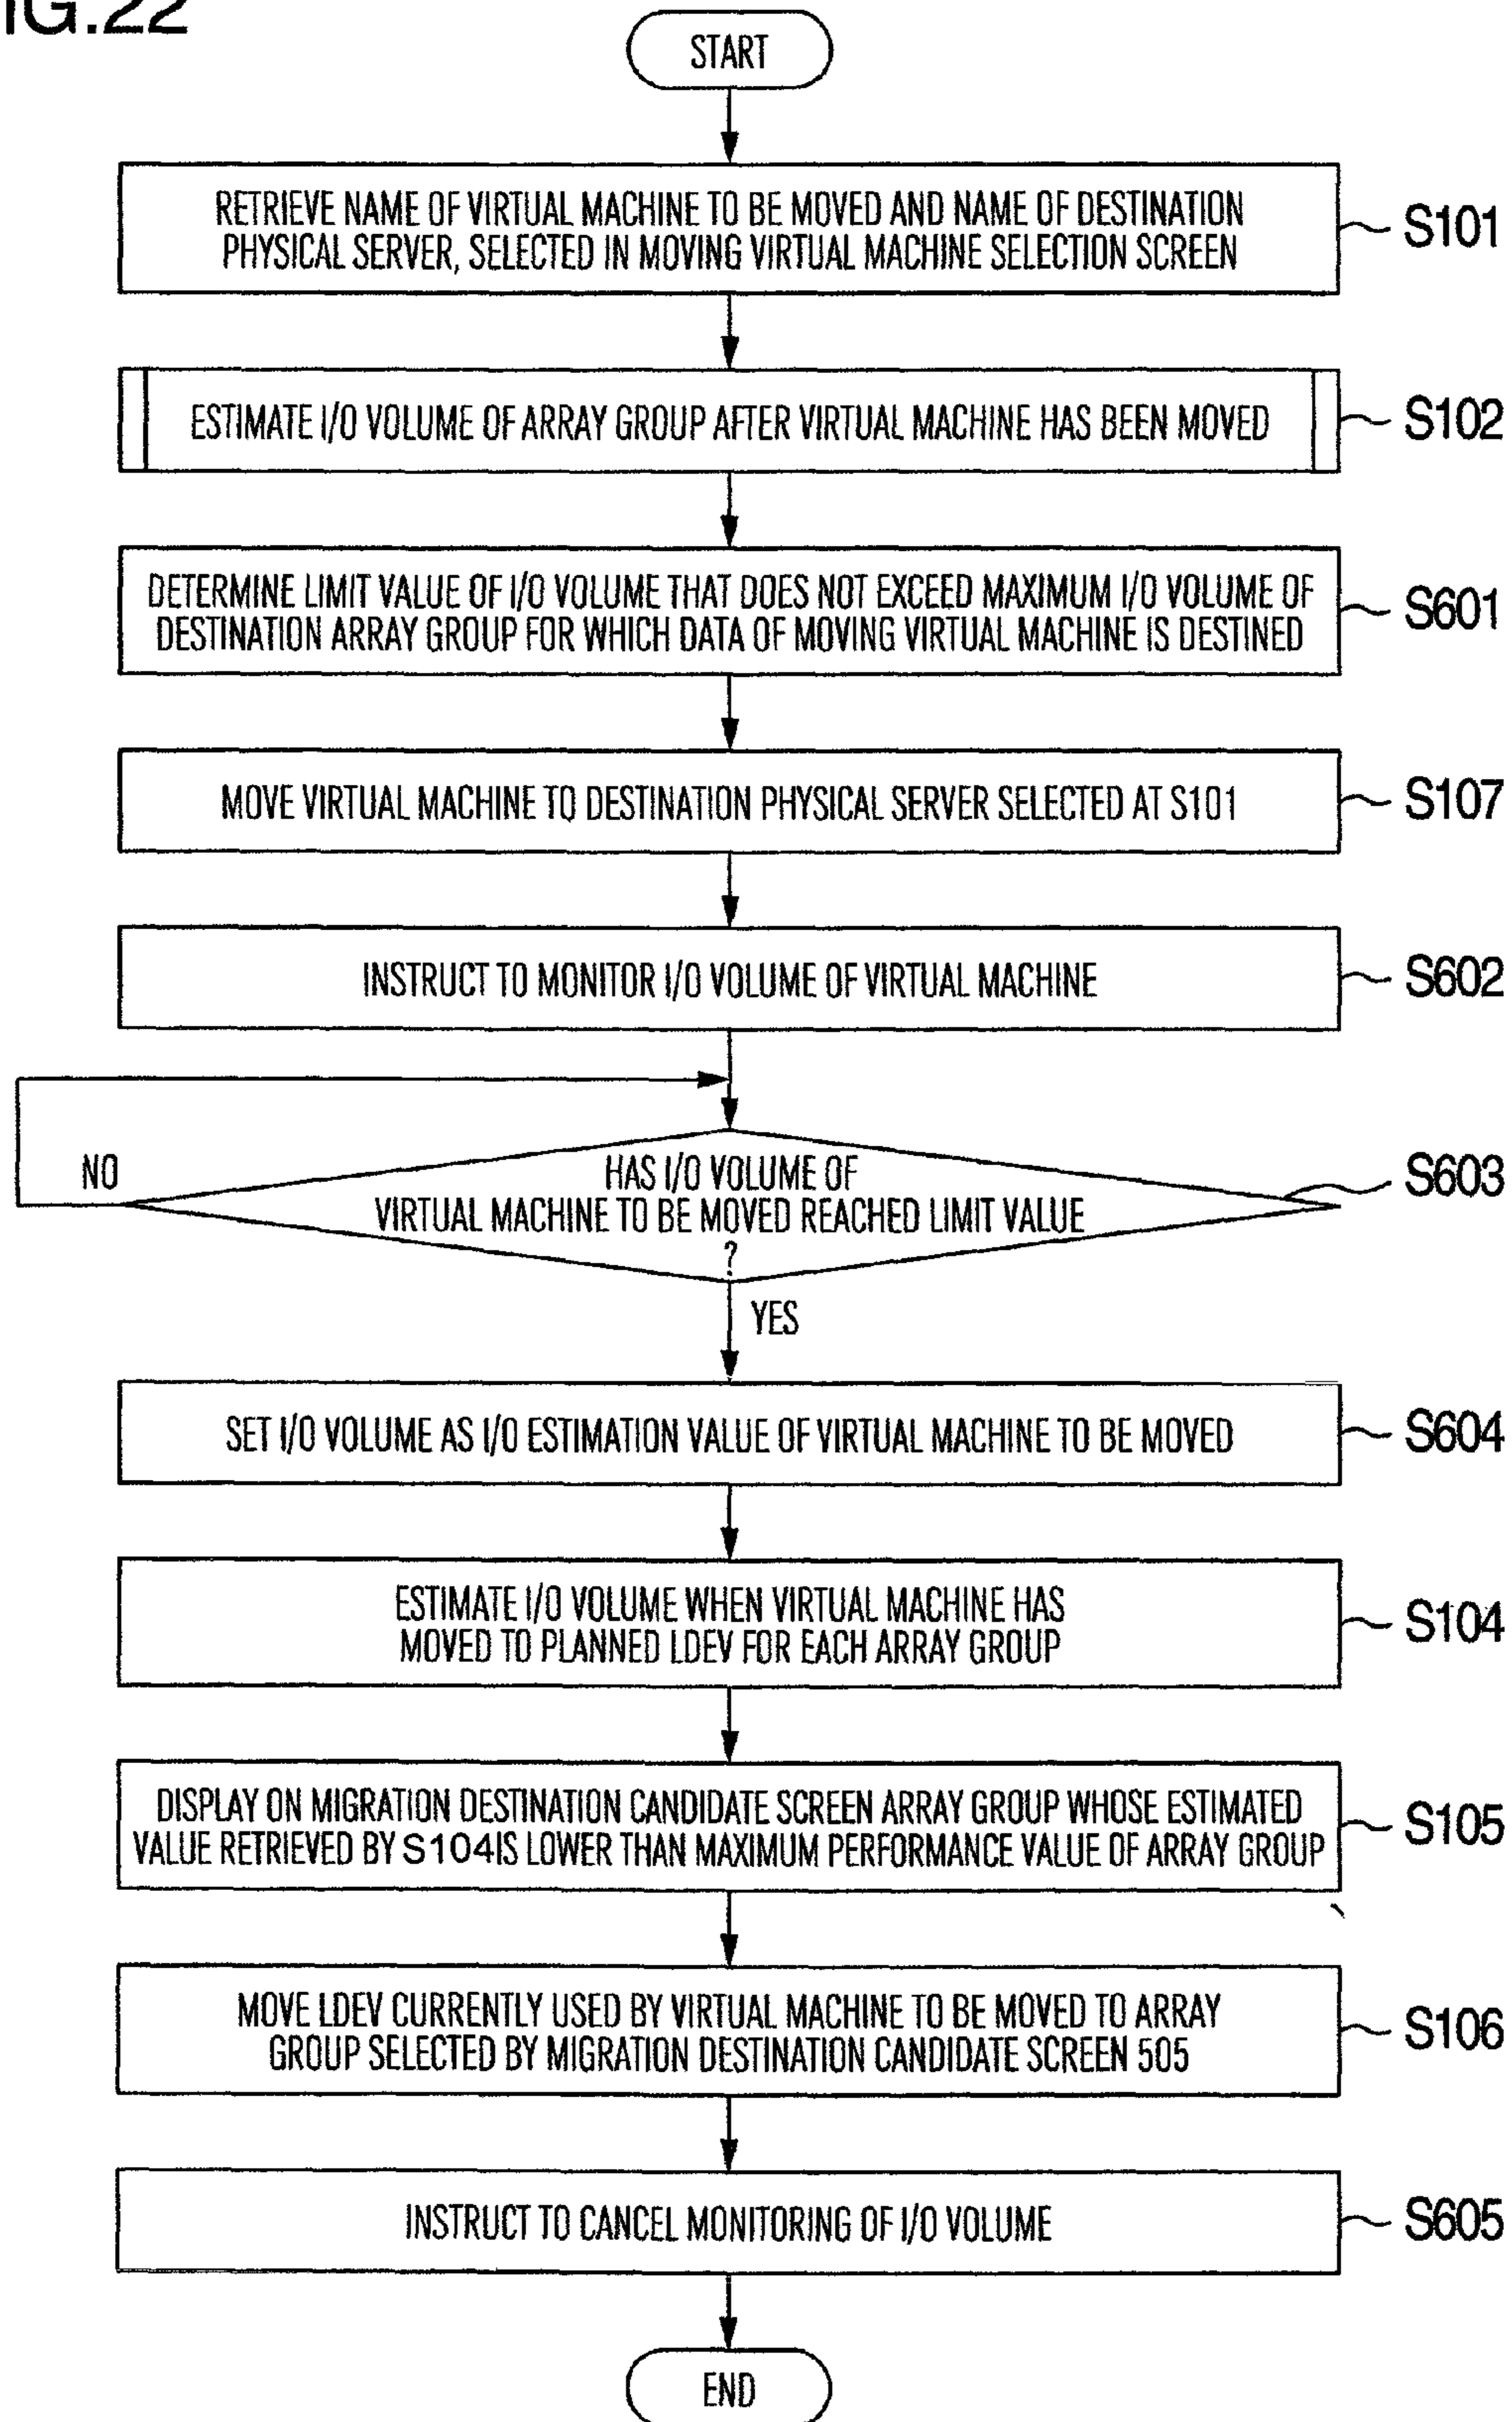 IG.22
START
RETRIEVE NAME OF VIRTUAL MACHINE TO BE MOVED AND NAME OF DESTINATION
PHYSICAL SERVER, SELECTED IN MOVING VIRTUAL MACHINE SELECTION SCREEN
S101
ESTIMATE I/O VOLUME OF ARRAY GROUP AFTER VIRTUAL MACHINE HAS BEEN MOVED
S102
DETERMINE LIMIT VALUE OF I/O VOLUME THAT DOES NOT EXCEED MAXIMUM I/O VOLUME OF
DESTINATION ARRAY GROUP FOR WHICH DATA OF MOVING VIRTUAL MACHINE IS DESTINED
S601
MOVE VIRTUAL MACHINE TO DESTINATION PHYSICAL SERVER SELECTED AT S101
S107
INSTRUCT TO MONITOR I/O VOLUME OF VIRTUAL MACHINE
S602
NO
HAS I/O VOLUME OF
VIRTUAL MACHINE TO BE MOVED REACHED LIMIT VALUE
?
S603
YES
SET I/O VOLUME AS I/O ESTIMATION VALUE OF VIRTUAL MACHINE TO BE MOVED
S604
ESTIMATE I/O VOLUME WHEN VIRTUAL MACHINE HAS
MOVED TO PLANNED LDEV FOR EACH ARRAY GROUP
S104
DISPLAY ON MIGRATION DESTINATION CANDIDATE SCREEN ARRAY GROUP WHOSE ESTIMATED
VALUE RETRIEVED BY S104IS LOWER THAN MAXIMUM PERFORMANCE VALUE OF ARRAY GROUP
S105
MOVE LDEV CURRENTLY USED BY VIRTUAL MACHINE TO BE MOVED TO ARRAY
GROUP SELECTED BY MIGRATION DESTINATION CANDIDATE SCREEN 505
S106
INSTRUCT TO CANCEL MONITORING OF I/O VOLUME
S605
END